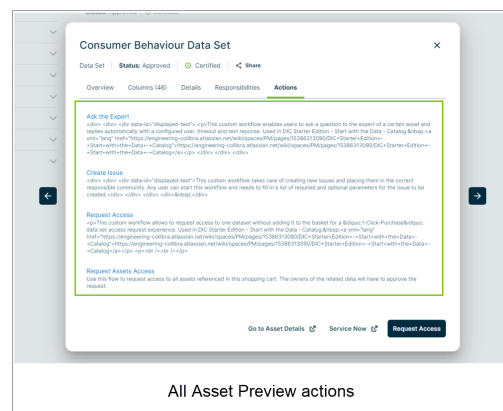 Consumer Behaviour Data Set
Data Set Status: Approved Certified Share
Overview Columns (46) Details Responsibilities Actions
Ask the Expert
<div> <div> <div data-id="displayed-text"> <p>This custom workflow enables users to ask a question to the expert of a certain asset and
replies automatically with a configured user, timeout and text reponse. Used in DIC Starter Edition - Start with the Data - Catalog:&nbsp;<a
xml="lang" href="https://engineering-collibra.atlassian.net/wiki/spaces/PM/pages/15386313090/DIC+Starter+Edition+-
+Start+with+the+Data+-+Catalog">https://engineering-collibra.atlassian.net/wiki/spaces/PM/pages/15386313090/DIC+Starter+Edition+-
+Start+with+the+Data+-+Catalog</a></p> </div> </div> </div>
Create Issue
<div> <div> <div data-id="displayed-text">This custom workflow takes care of creating new issues and placing them in the correct
responsible community. Any user can start this workflow and needs to fill in a list of required and optional parameters for the issue to be
created.</div> </div> <div>&nbsp;</div>
Request Access
<p>This custom workflow allows to request access to one dataset without adding it to the basket for a &ldquo;1-Click-Purchase&rdquo;
data set access request experience. Used in DIC Starter Edition - Start with the Data - Catalog:&nbsp;<a xml="lang"
href="https://engineering-collibra.atlassian.net/wiki/spaces/PM/pages/15386313090/DIC+Starter+Edition+-+Start+with+the+Data+-
+Catalog">https://engineering-collibra.atlassian.net/wiki/spaces/PM/pages/15386313090/DIC+Starter+Edition+-+Start+with+the+Data+-
+Catalog</a></p> <p><br /><br /></p>
Request Assets Access
Use this flow to request access to all assets referenced in this shopping cart. The owners of the related data will have to approve the
request.
Go to Asset Details Service Now Request Access
All Asset Preview actions